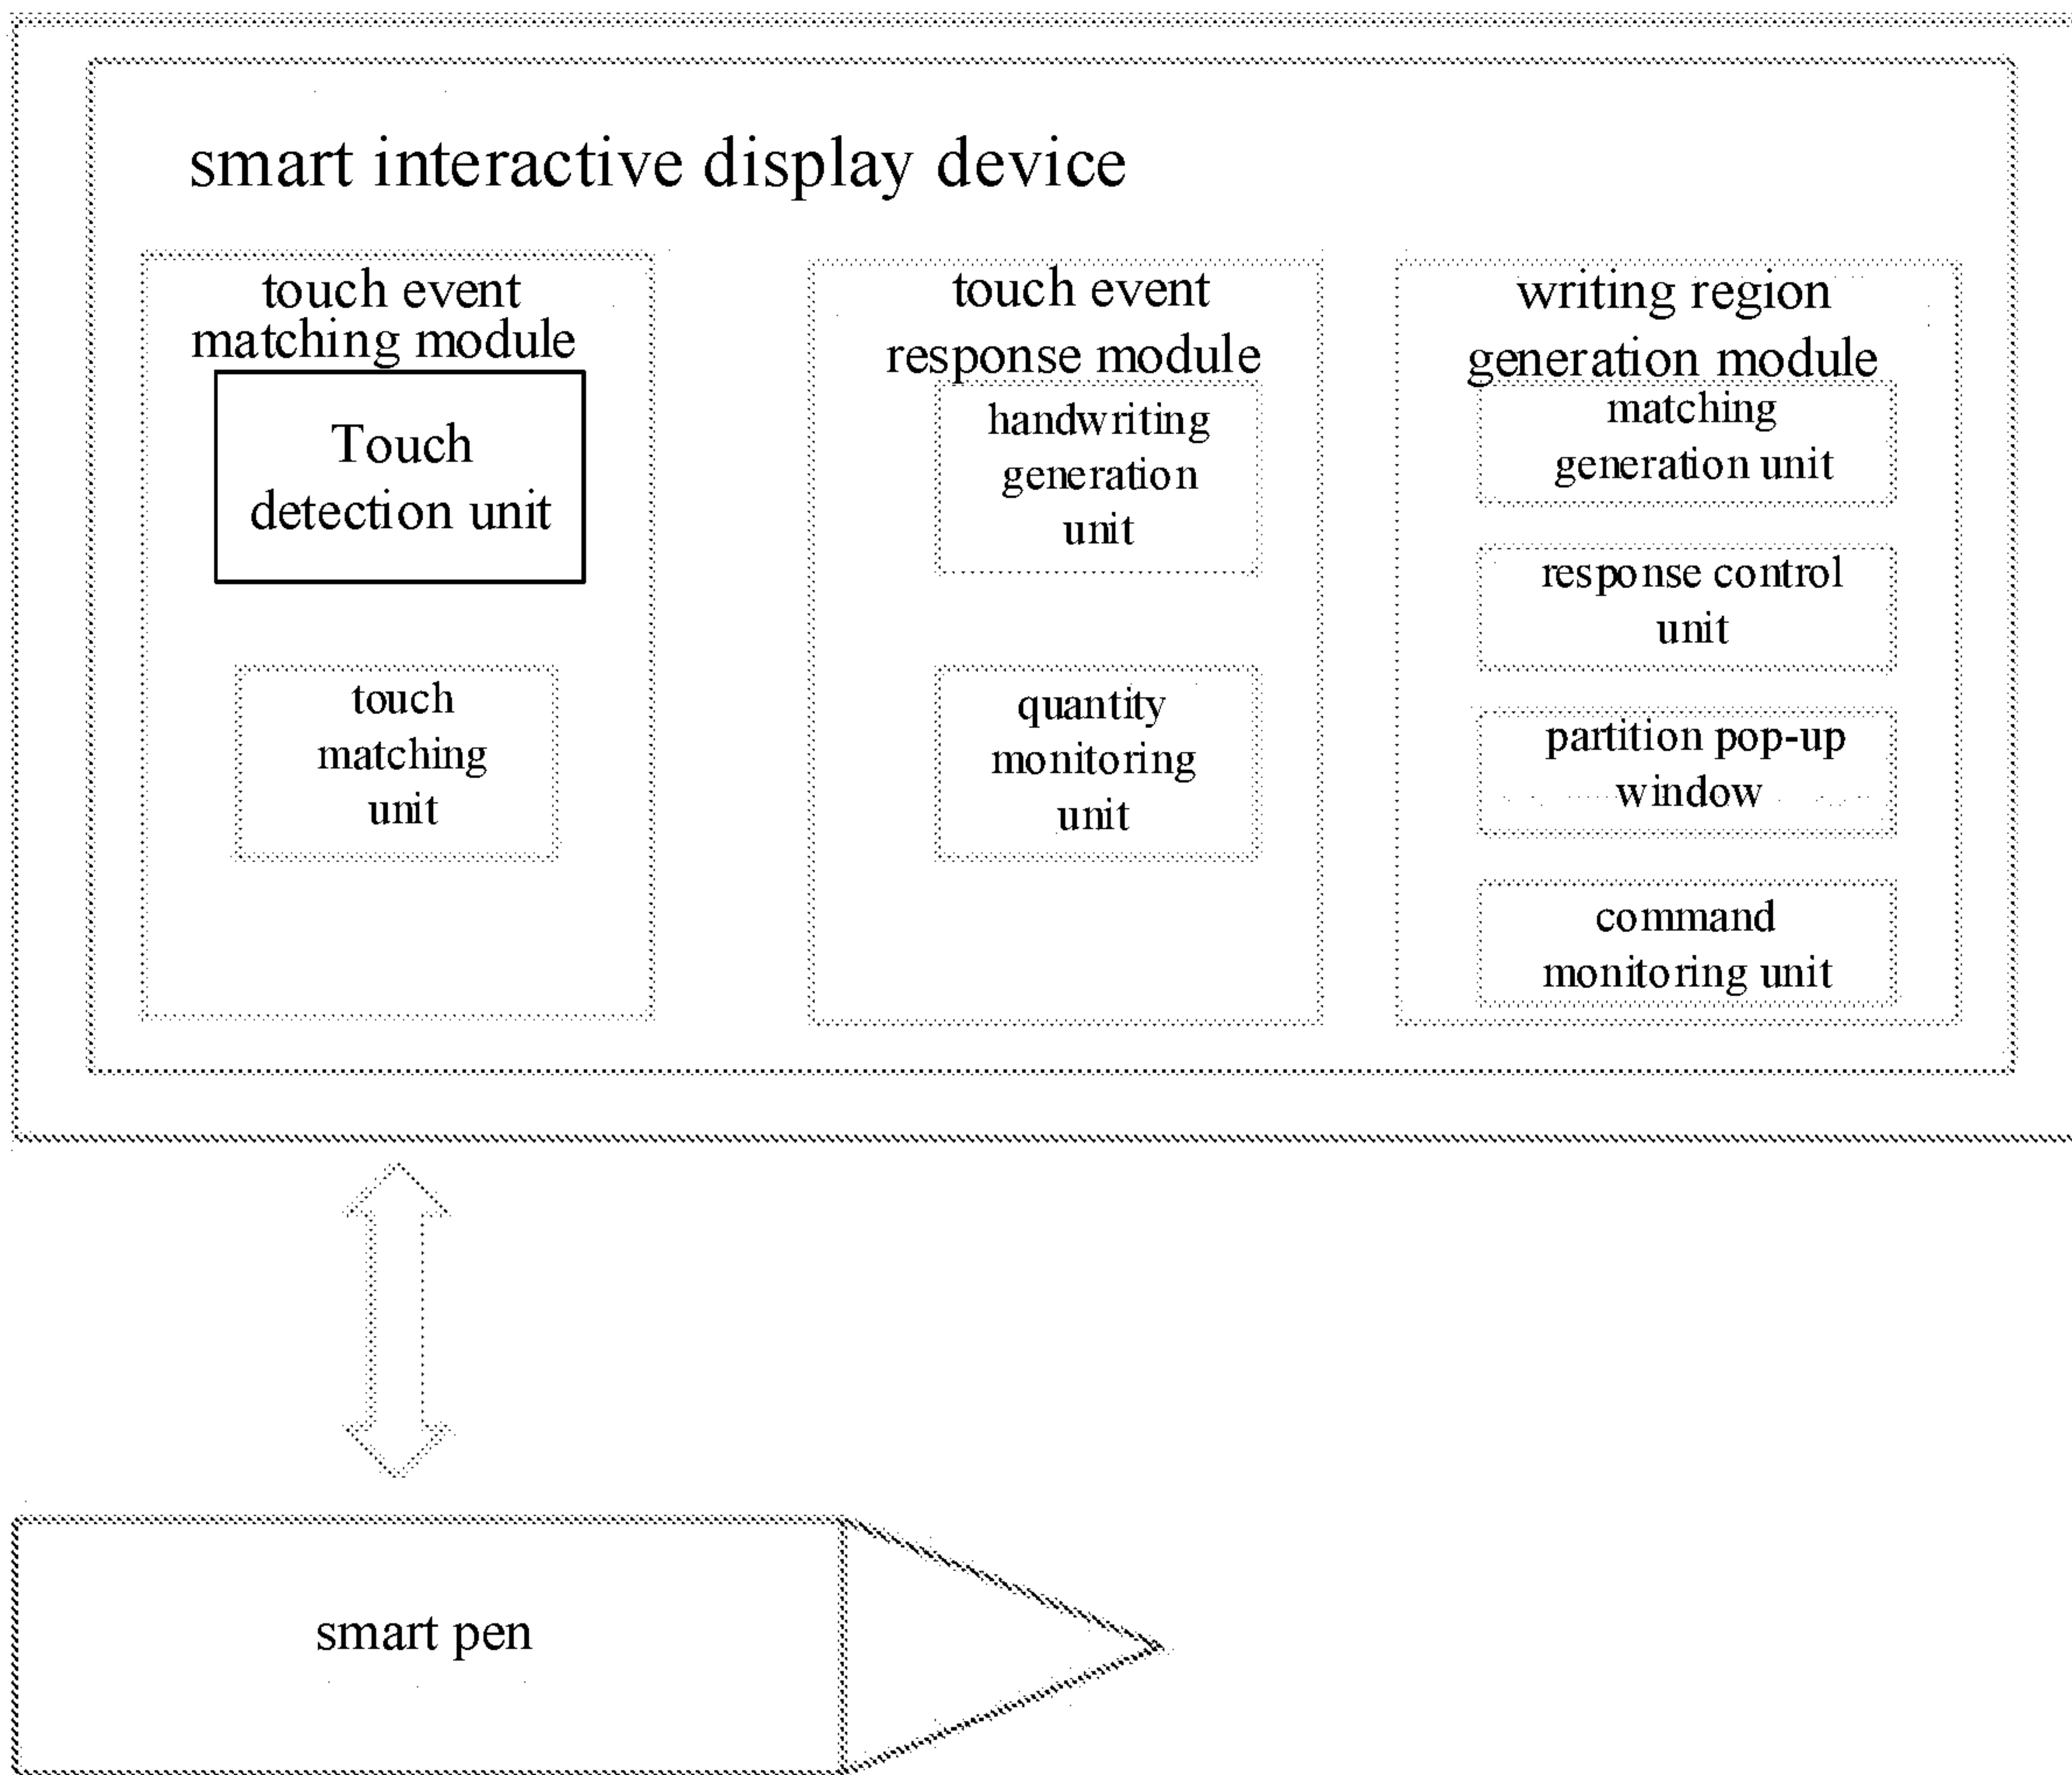 smart interactive display device
touch event
matching module
Touch
detection unit
touch
matching
unit
touch event
response module
handwriting
generation
unit
quantity
monitoring
unit
writing region
generation module
matching
generation unit
response control
unit
partition pop-up
window
command
monitoring unit
smart pen